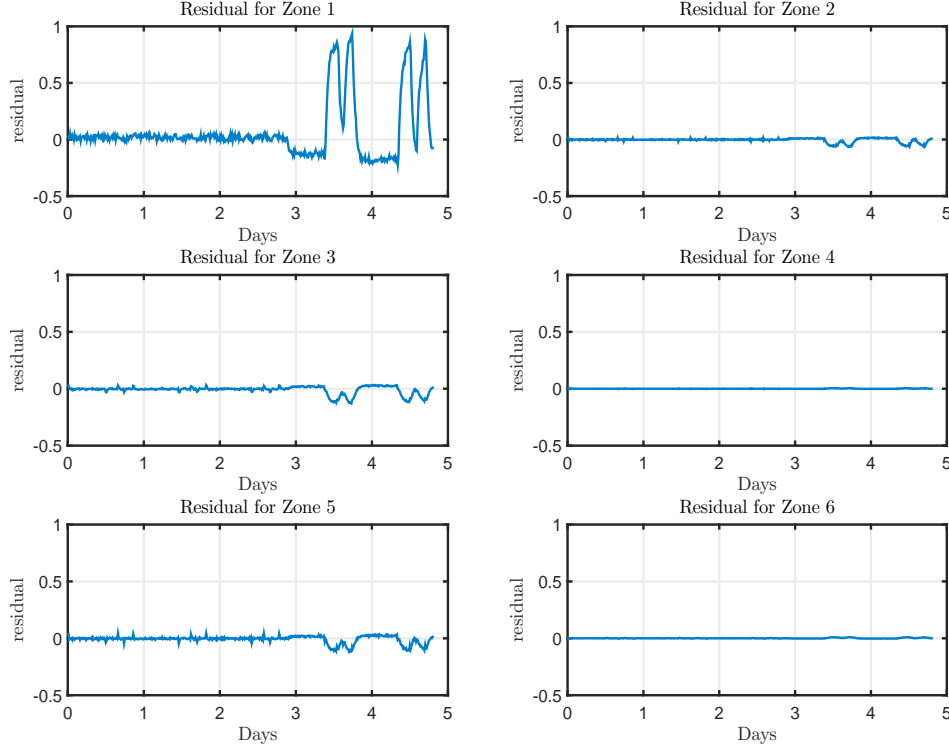 Residual for Zone 1
1
0.5
0
-0.5
residual
0 1 2 3 4 5
Days
Residual for Zone 2
1
0.5
0
-0.5
residual
0 1 2 3 4 5
Days
Residual for Zone 3
1
0.5
0
-0.5
residual
0 1 2 3 4 5
Days
Residual for Zone 4
1
0.5
0
-0.5
residual
0 1 2 3 4 5
Days
Residual for Zone 5
1
0.5
0
-0.5
residual
0 1 2 3 4 5
Days
Residual for Zone 6
1
0.5
0
-0.5
residual
0 1 2 3 4 5
Days